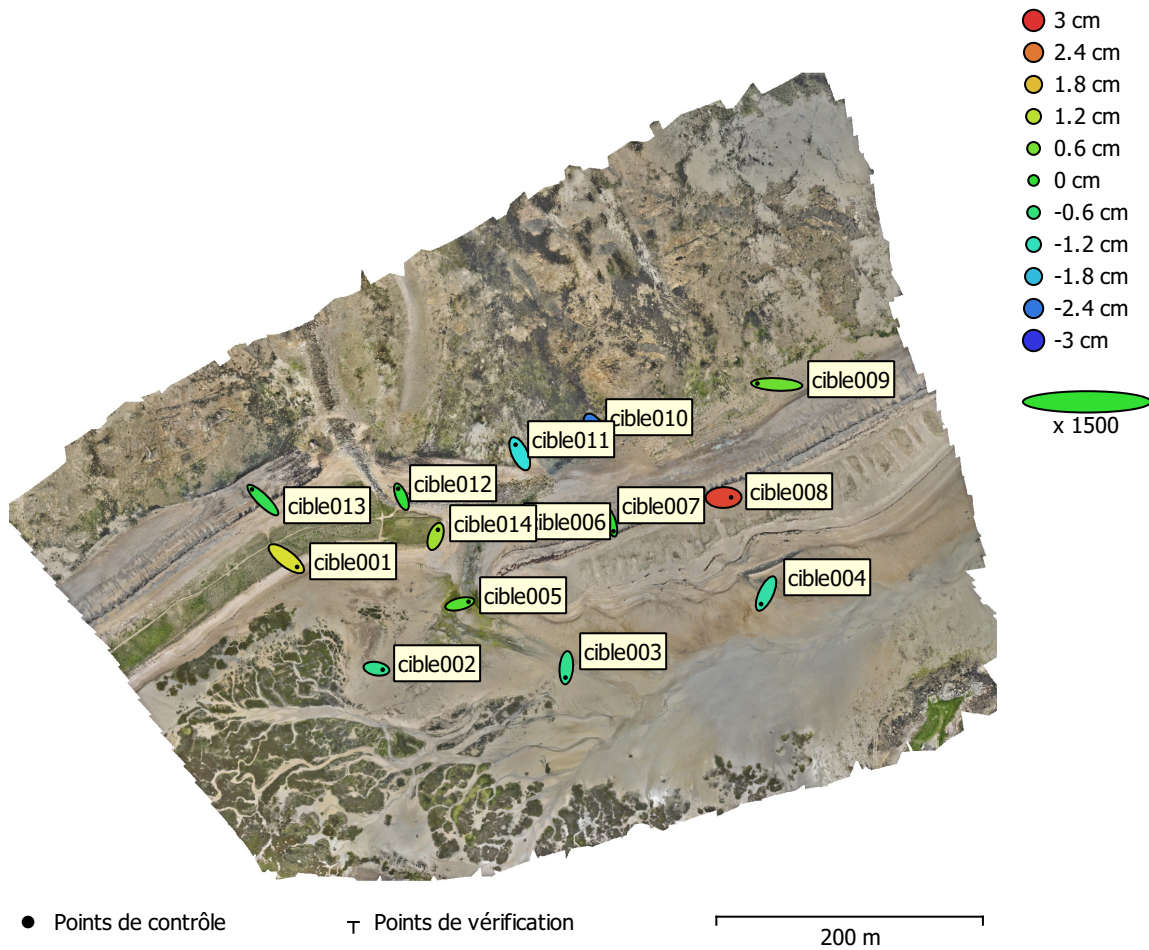 3 cm
2.4 cm
1.8 cm
1.2 cm
0.6 cm
0 cm
-0.6 cm
-1.2 cm
-1.8 cm
-2.4 cm
-3 cm
x 1500
cible009
cible010
cible011
cible012
cible013
cible008
cible007
cible006
cible014
cible001
cible004
cible005
cible003
cible002
Points de contrôle
Points de vérification
200 m